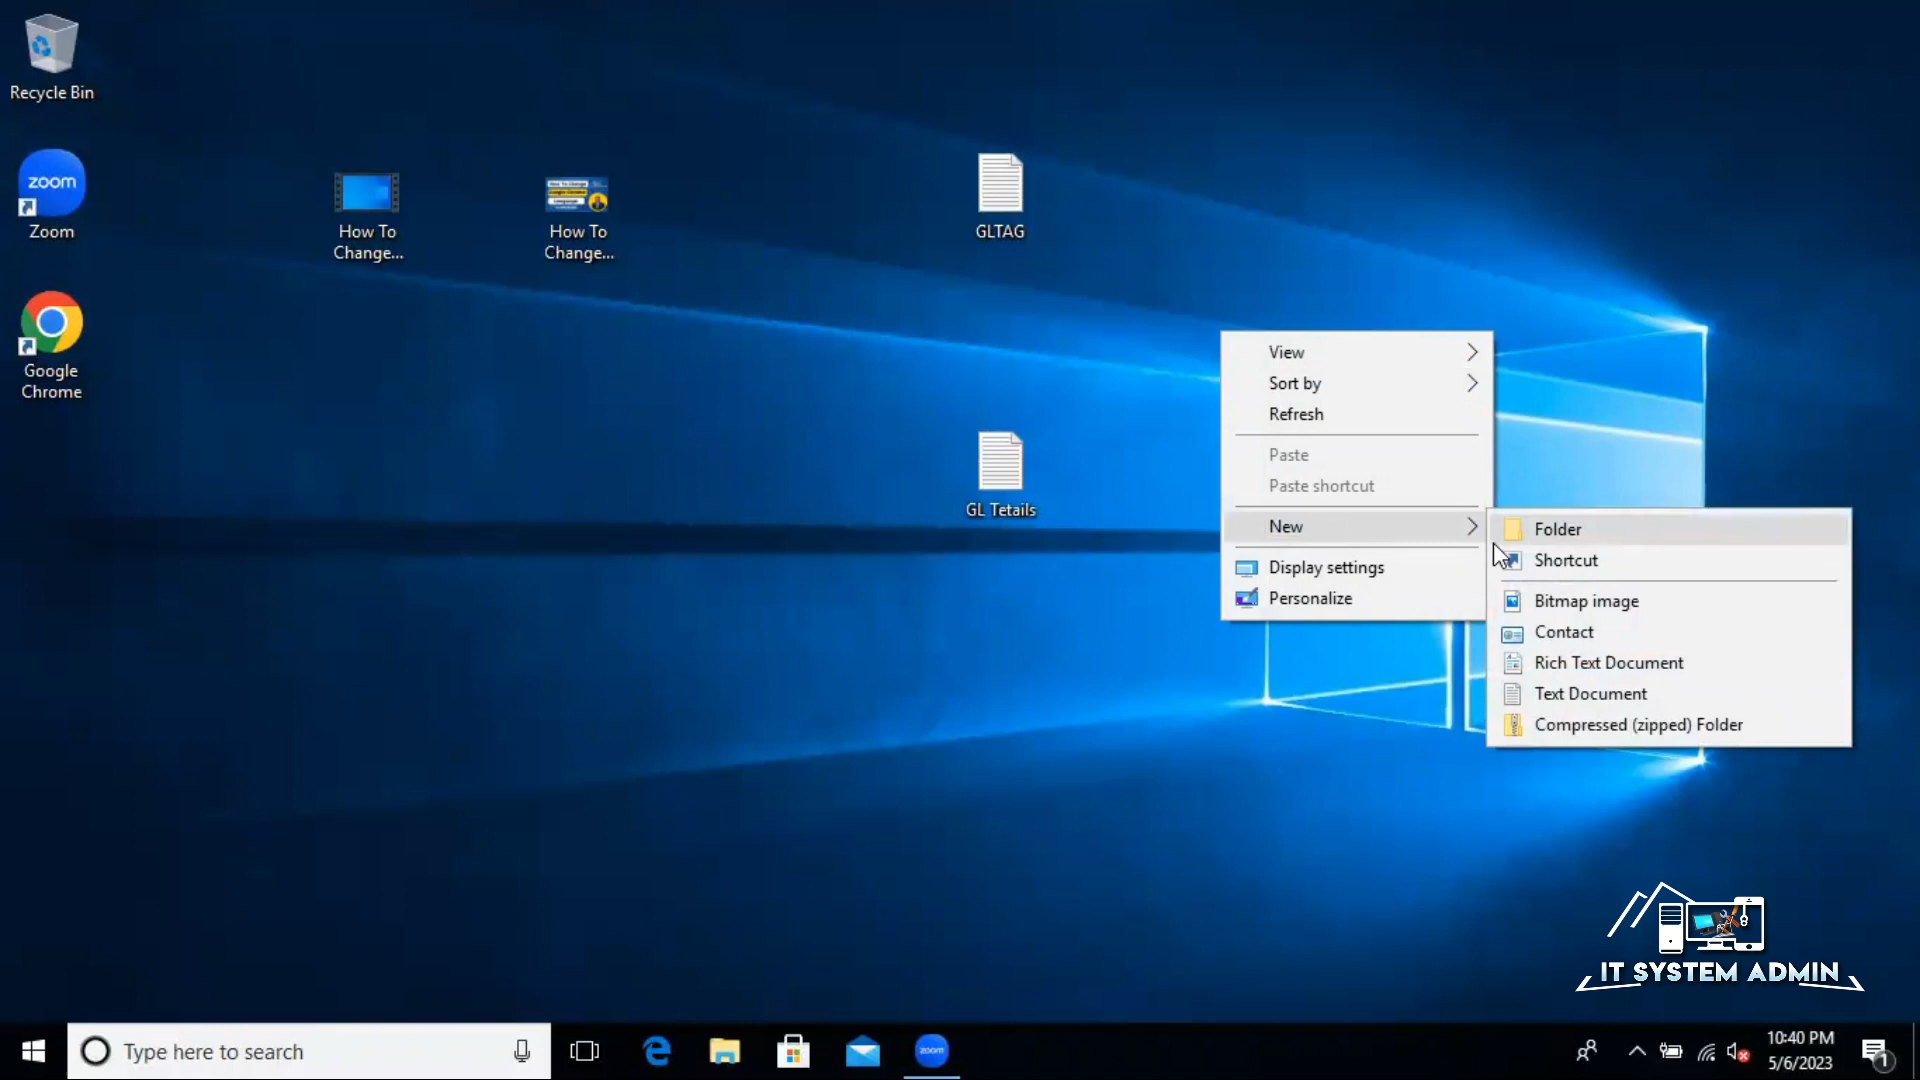 Recycle Bin
zoom
Zoom
Google
Chrome
How To
Change...
How To
Change...
GLTAG
GL Tetails
View
Sort by
Refresh
Paste
Paste shortcut
New
Display settings
Personalize
Folder
Shortcut
Bitmap image
Contact
Rich Text Document
Text Document
Compressed (zipped) Folder
IT SYSTEM ADMIN
Type here to search
zoom
10:40 PM
5/6/2023
1